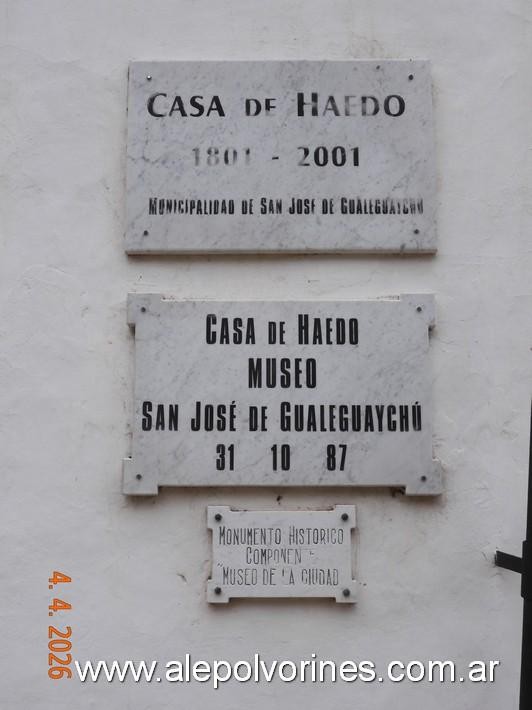 CASA DE HAEDO
1801 - 2001
MUNICIPALIDAD DE SAN JOSE DE GUALEGUAYCHU
CASA DE HAEDO
MUSEO
SAN JOSÉ DE GUALEGUAYCHÚ
31 10 87
MONUMENTO HISTORICO
COMPONENTE
"MUSEO DE LA CIUDAD
4. 4. 2026
www.alepolvorines.com.ar